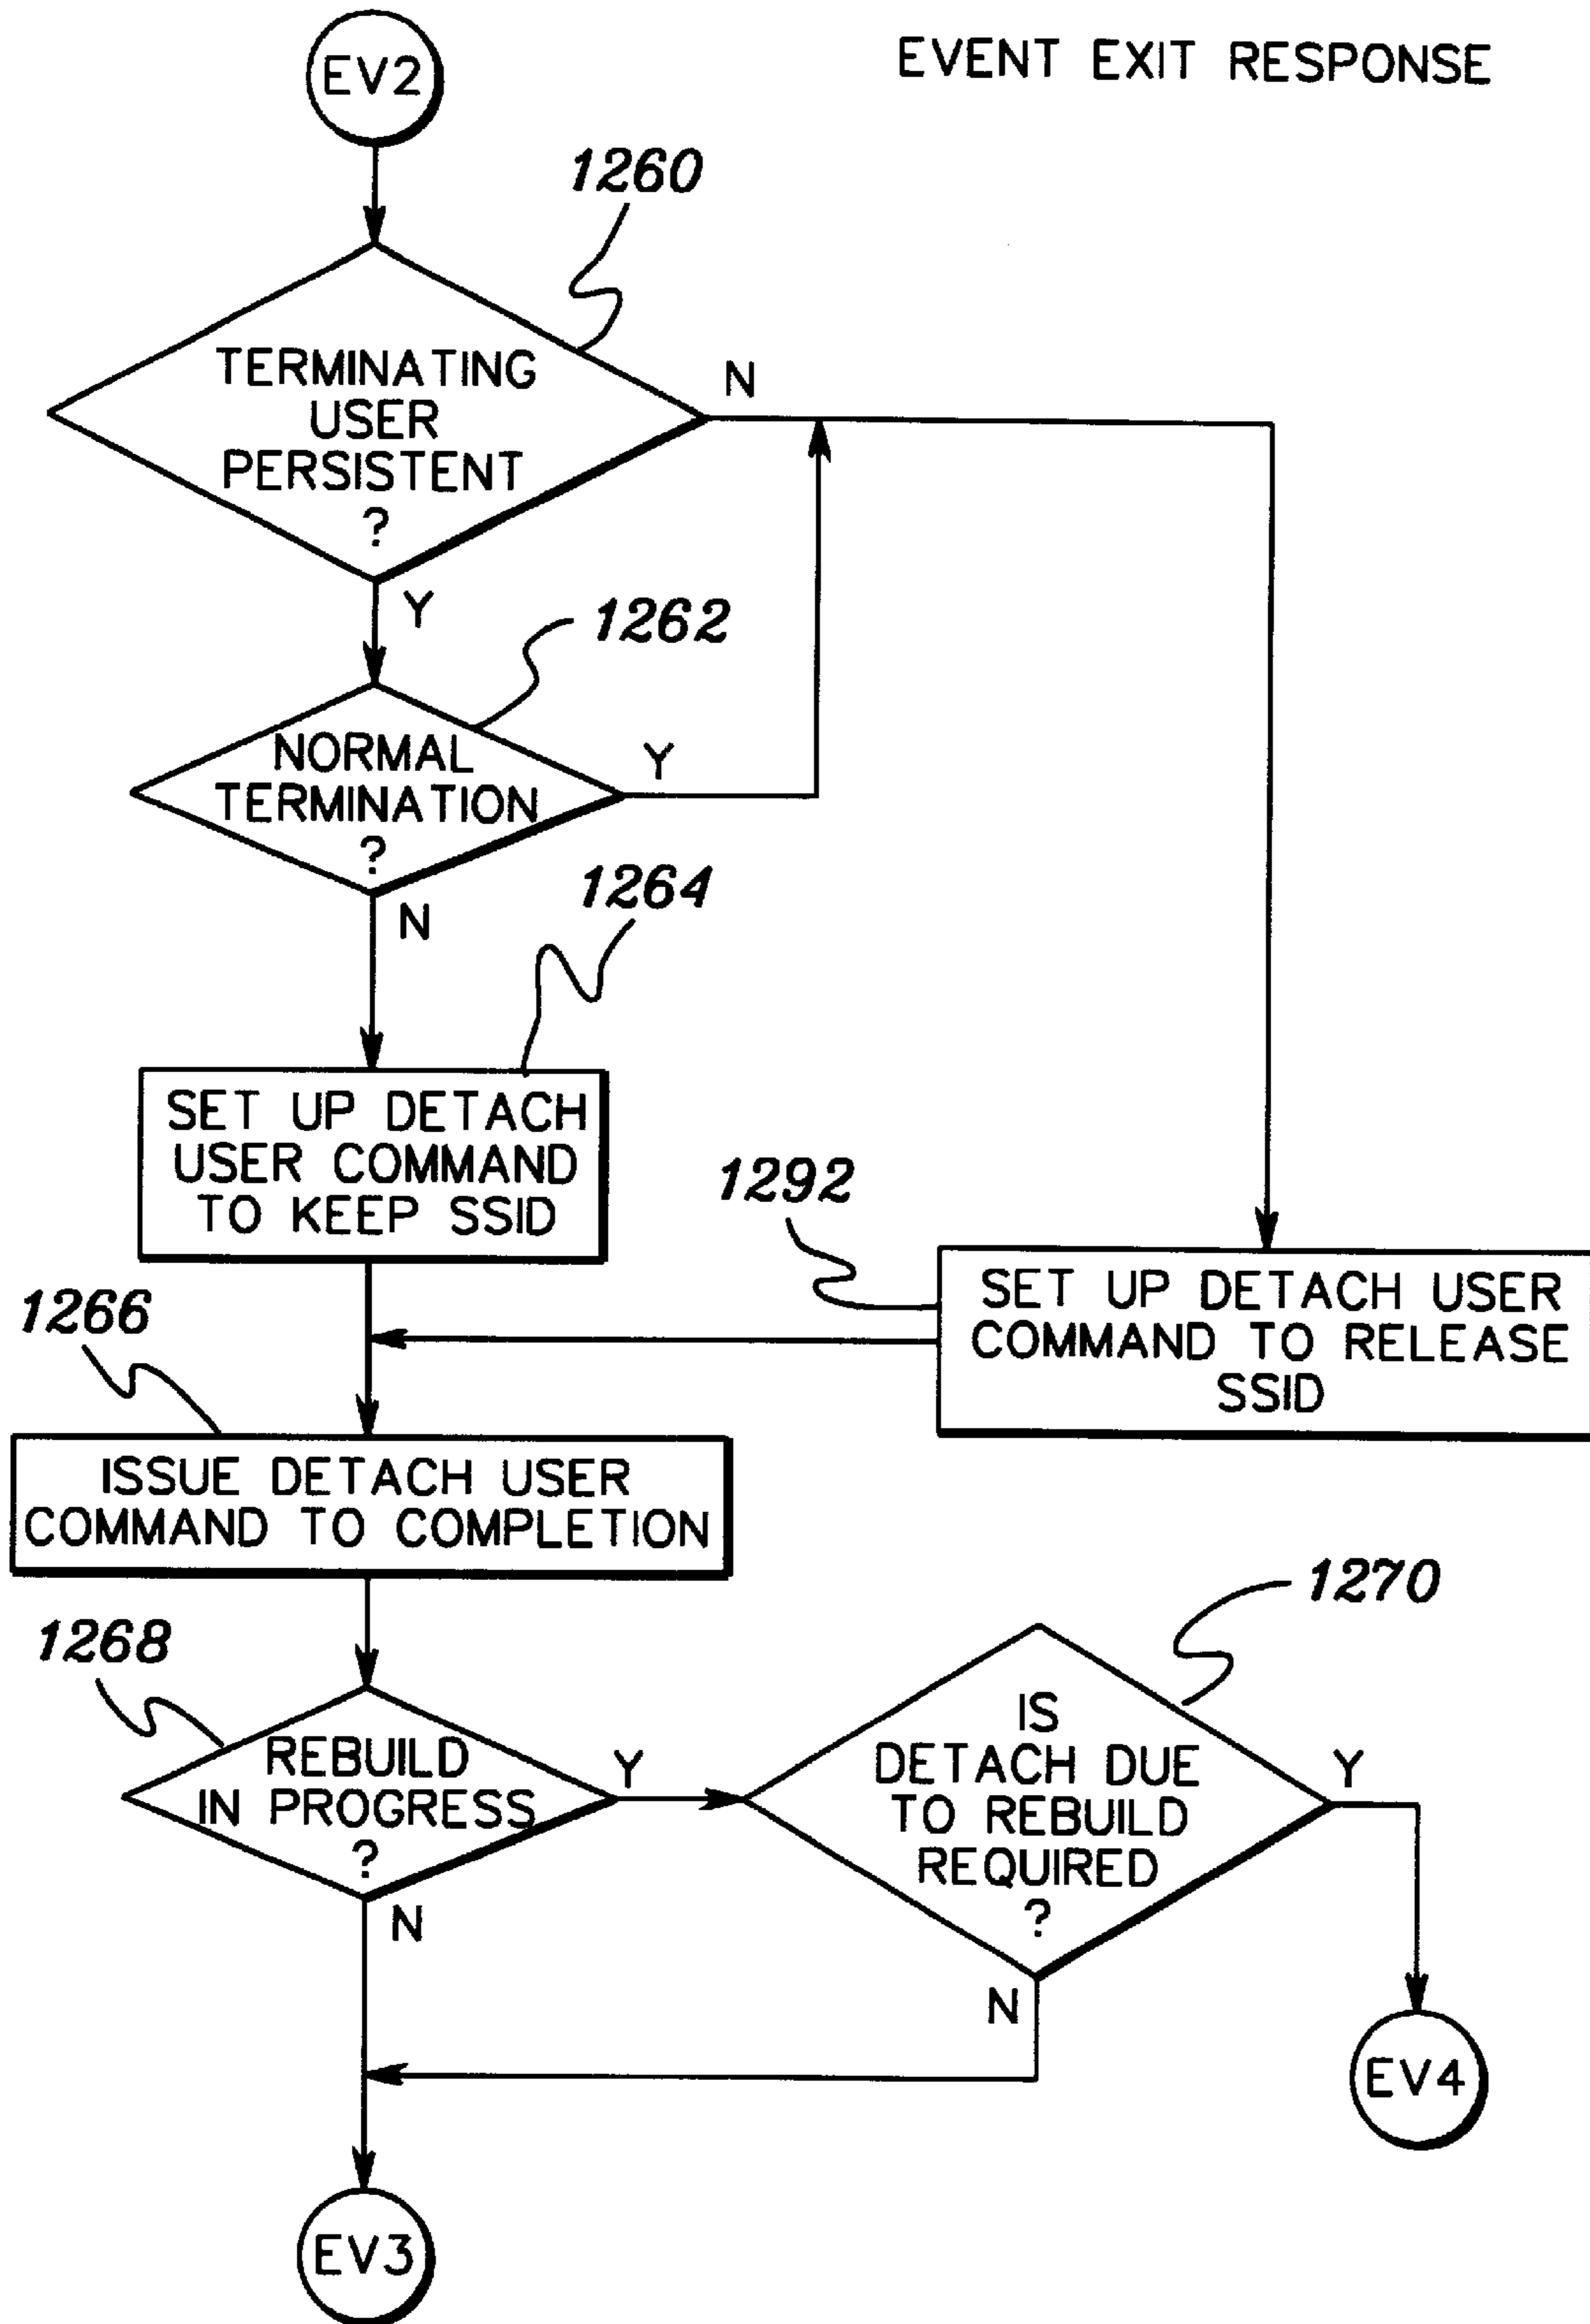 EV2
EVENT EXIT RESPONSE
1260
TERMINATING
USER
PERSISTENT
?
N
Y
1262
NORMAL
TERMINATION
?
Y
N
1264
SET UP DETACH
USER COMMAND
TO KEEP SSID
1292
SET UP DETACH USER
COMMAND TO RELEASE
SSID
1266
ISSUE DETACH USER
COMMAND TO COMPLETION
1268
REBUILD
IN PROGRESS
?
Y
N
1270
IS
DETACH DUE
TO REBUILD
REQUIRED
?
Y
N
EV4
EV3